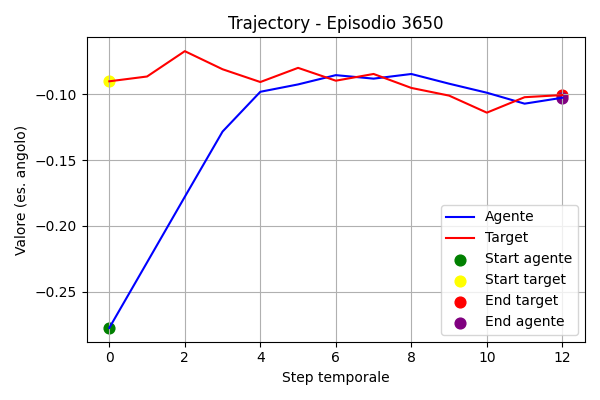 Trajectory - Episodio 3650
Valore (es. angolo)
−0.10
−0.15
−0.20
−0.25
0 2 4 6 8 10 12
Step temporale
Agente
Target
Start agente
Start target
End target
End agente